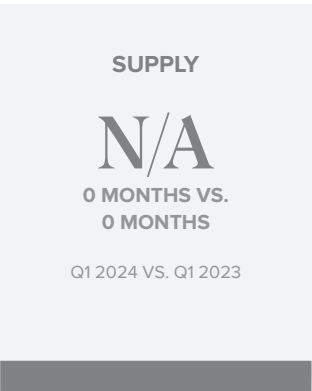 SUPPLY
N/A
0 MONTHS VS.
0 MONTHS
Q1 2024 VS. Q1 2023